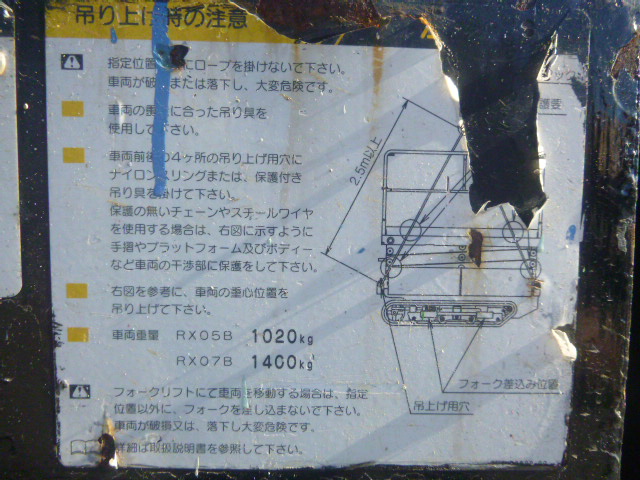 吊り上げ時の注意
指定位置 にロープを掛けないで下さい。
車両が破 または落下し、大変危険です。
車両の重 に合った吊り具を
使用して下さい。
車両前後の4ヶ所の吊り上げ用穴に
ナイロンスリングまたは、保護付き
吊り具を掛けて下さい。
保護の無いチェーンやスチールワイヤ
を使用する場合は、右図に示すように
手摺やプラットフォーム及びボディー
など車両の干渉部に保護をして下さい。
右図を参考に、車両の重心位置を
吊り上げて下さい。
車両重量 RX05B 1020kg
RX07B 1400kg
フォークリフトにて車両を移動する場合は、指定
位置以外に、フォークを差し込まないで下さい。
車両が破損又は、落下し大変危険です。
詳細は取扱説明書を参照して下さい。
2.5m以上
フォーク差込み位置
吊上げ用穴